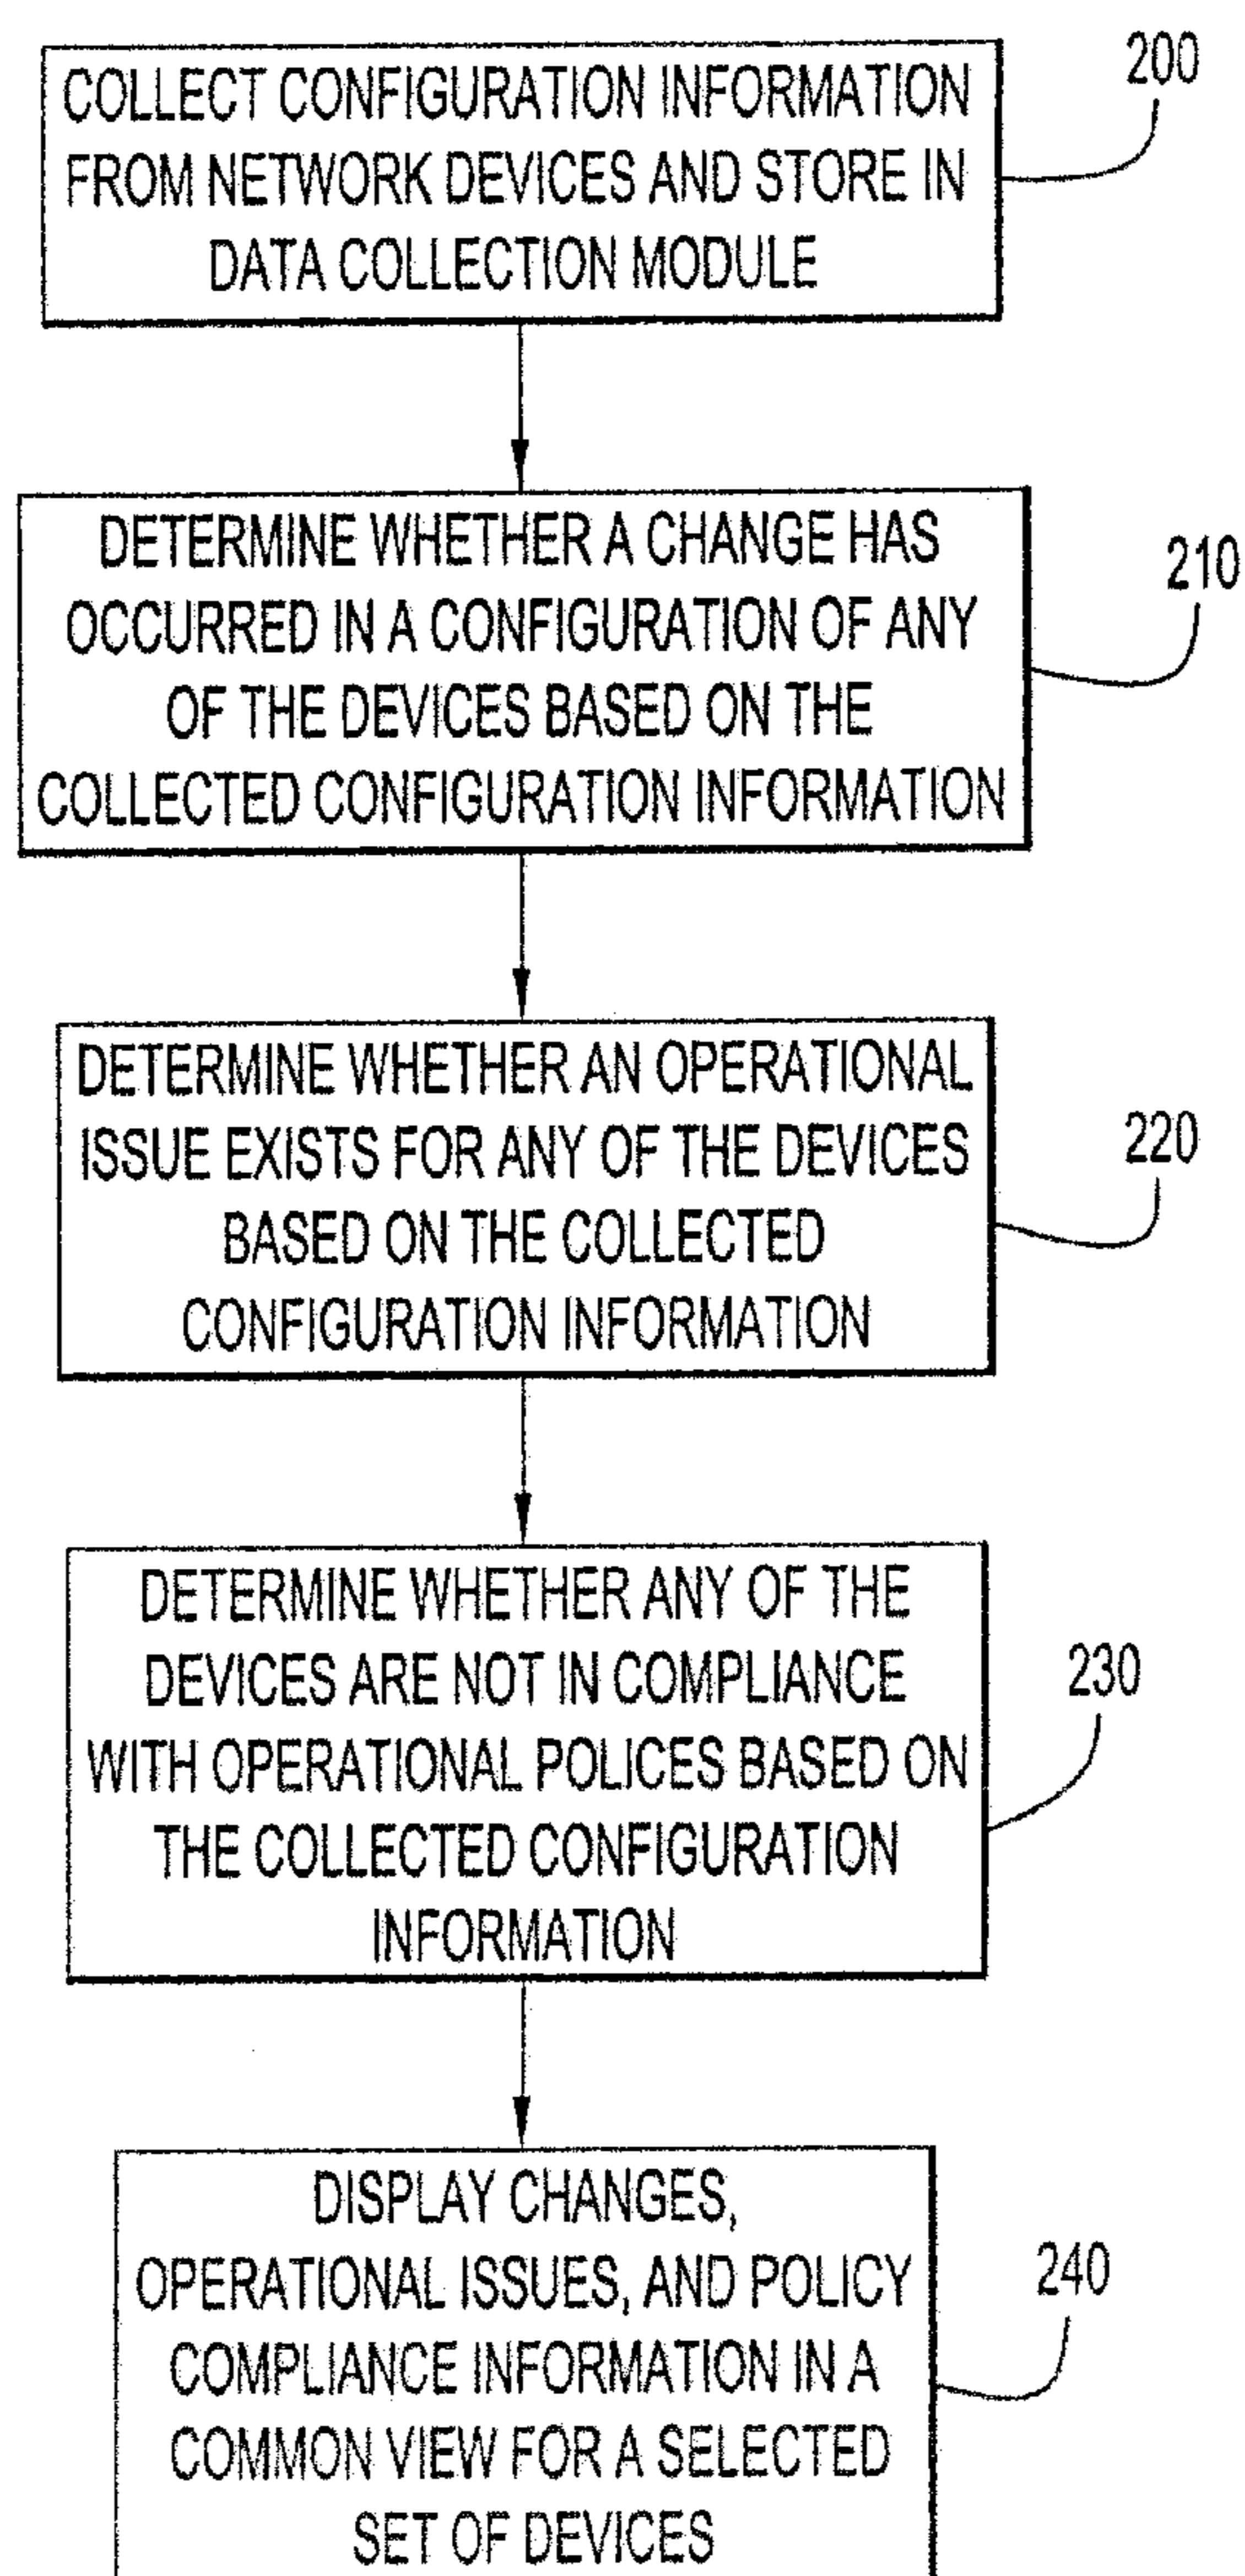 COLLECT CONFIGURATION INFORMATION
FROM NETWORK DEVICES AND STORE IN
DATA COLLECTION MODULE
200
DETERMINE WHETHER A CHANGE HAS
OCCURRED IN A CONFIGURATION OF ANY
OF THE DEVICES BASED ON THE
COLLECTED CONFIGURATION INFORMATION
210
DETERMINE WHETHER AN OPERATIONAL
ISSUE EXISTS FOR ANY OF THE DEVICES
BASED ON THE COLLECTED
CONFIGURATION INFORMATION
220
DETERMINE WHETHER ANY OF THE
DEVICES ARE NOT IN COMPLIANCE
WITH OPERATIONAL POLICES BASED ON
THE COLLECTED CONFIGURATION
INFORMATION
230
DISPLAY CHANGES,
OPERATIONAL ISSUES, AND POLICY
COMPLIANCE INFORMATION IN A
COMMON VIEW FOR A SELECTED
SET OF DEVICES
240